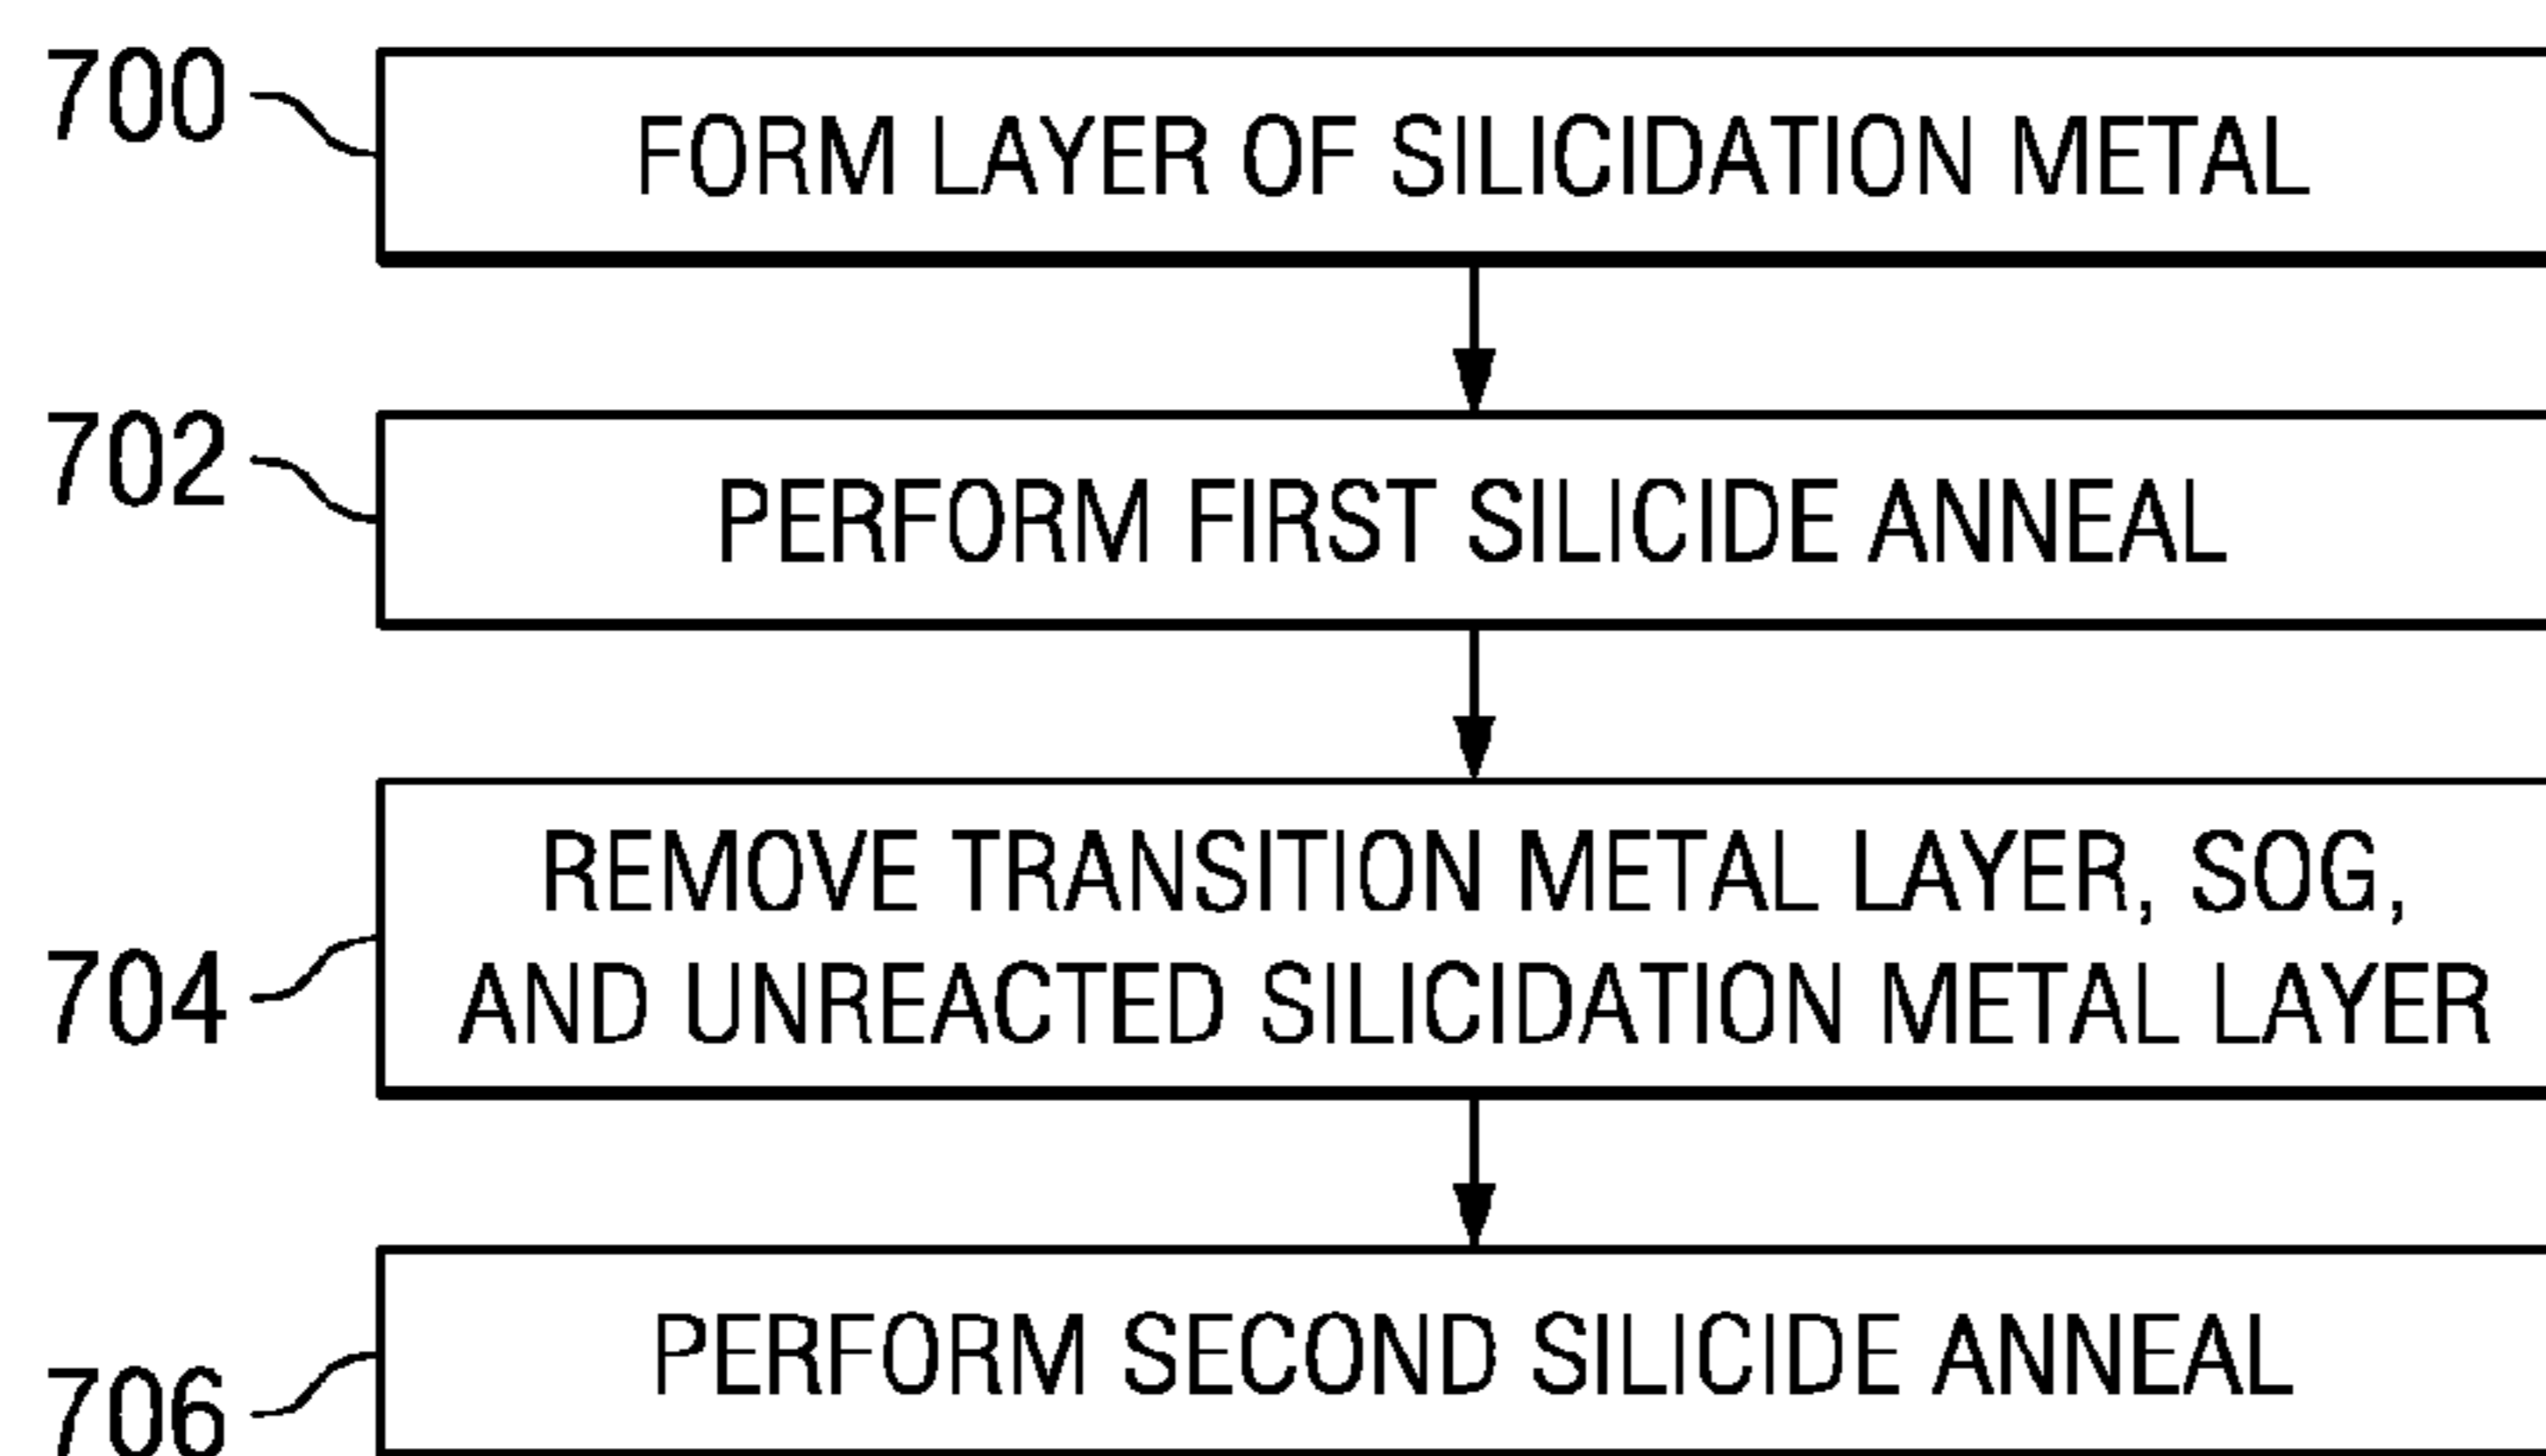 700
FORM LAYER OF SILICIDATION METAL
702
PERFORM FIRST SILICIDE ANNEAL
REMOVE TRANSITION METAL LAYER, SOG,
704
AND UNREACTED SILICIDATION METAL LAYER
PERFORM SECOND SILICIDE ANNEAL
706